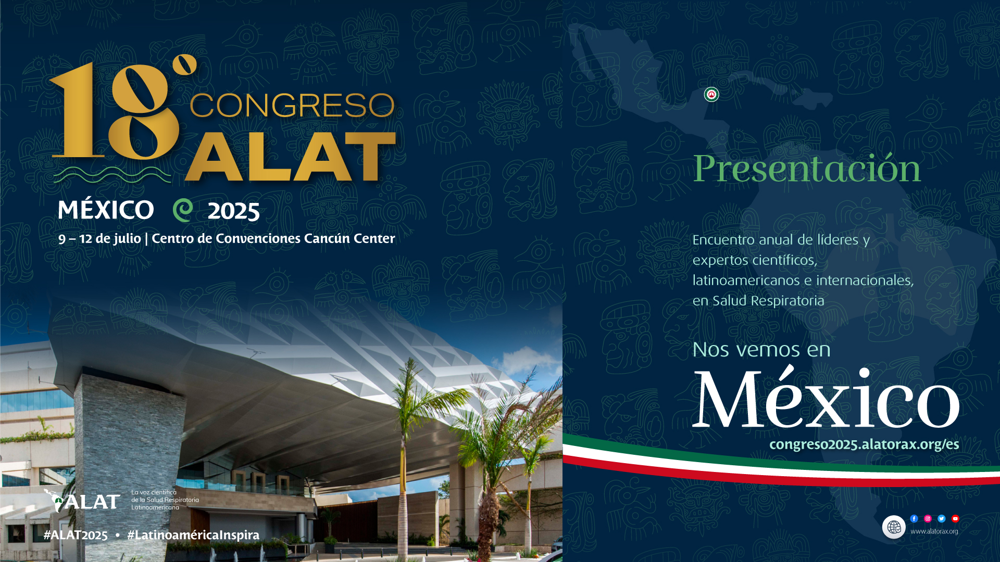 18°
CONGRESO
ALAT
MÉXICO 2025
9 – 12 de julio | Centro de Convenciones Cancún Center
ALAT
La voz científica
de la Salud Respiratoria
Latinoamericana
#ALAT2025 • #LatinoaméricaInspira
Presentación
Encuentro anual de líderes y
expertos científicos,
latinoamericanos e internacionales,
en Salud Respiratoria
Nos vemos en
México
congreso2025.alatorax.org/es
www.alatorax.org